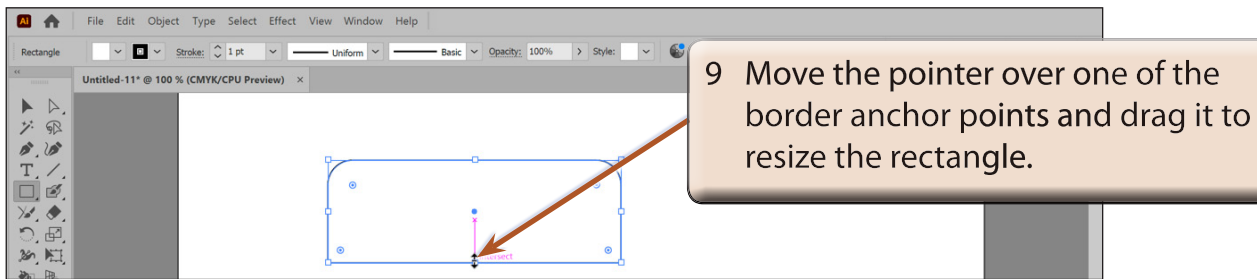 Ai File Edit Object Type Select Effect View Window Help
Rectangle Stroke: 1 pt Uniform Basic Opacity: 100% Style:
Untitled-11* @ 100 % (CMYK/CPU Preview) ×
9 Move the pointer over one of the
border anchor points and drag it to
resize the rectangle.